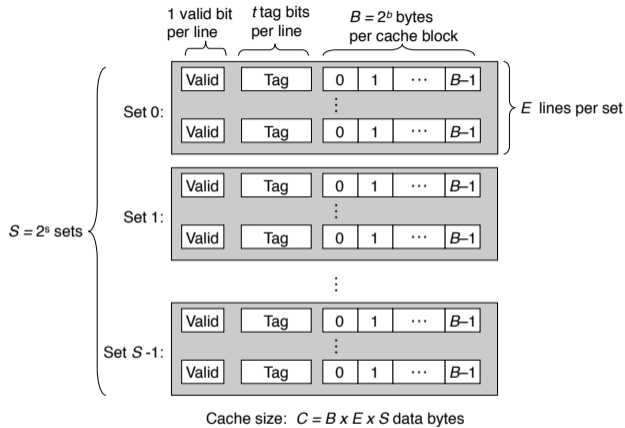 1 valid bit per line
t tag bits per line
B = 2ᵇ bytes per cache block
Valid Tag 0 1 ··· B–1
⋮
Set 0:
E lines per set
Valid Tag 0 1 ··· B–1
Valid Tag 0 1 ··· B–1
⋮
Set 1:
Valid Tag 0 1 ··· B–1
S = 2ˢ sets
⋮
Valid Tag 0 1 ··· B–1
⋮
Set S -1:
Valid Tag 0 1 ··· B–1
Cache size: C = B x E x S data bytes